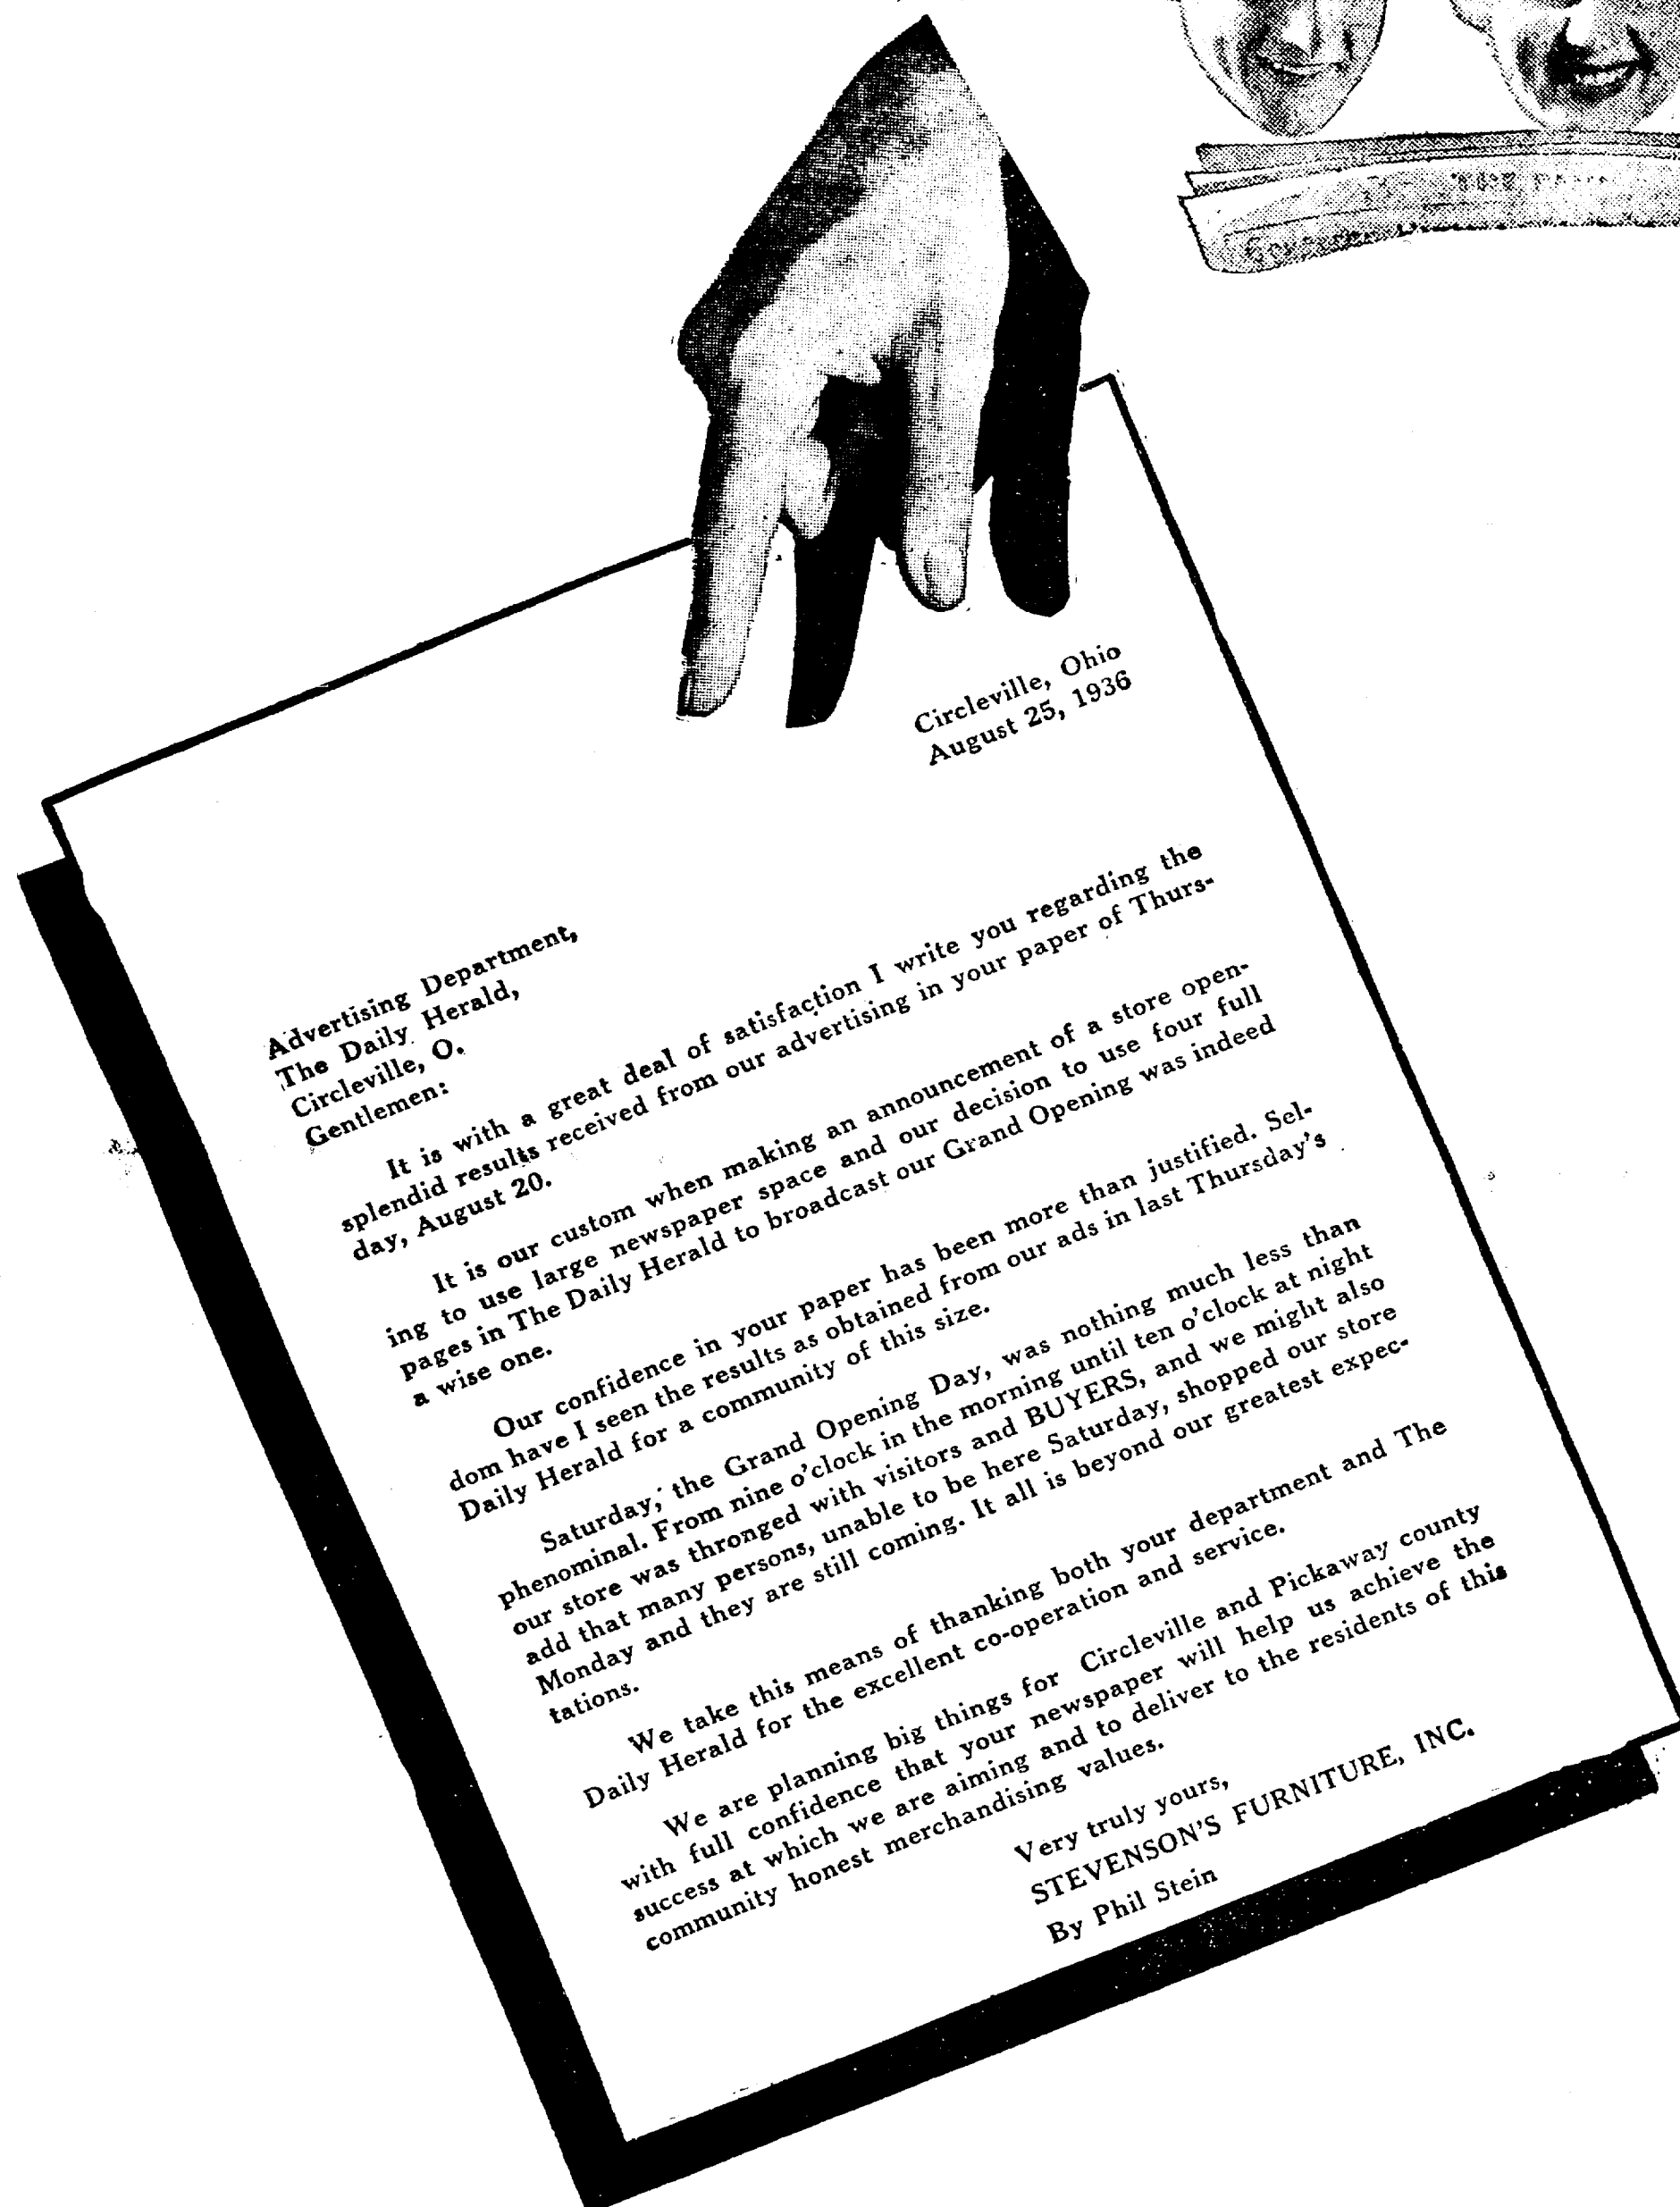 Circleville, Ohio
August 25, 1936
Advertising Department,
The Daily Herald,
Circleville, O.
Gentlemen:
It is with a great deal of satisfaction I write you regarding the
splendid results received from our advertising in your paper of Thurs-
day, August 20.
It is our custom when making an announcement of a store open-
ing to use large newspaper space and our decision to use four full
pages in The Daily Herald to broadcast our Grand Opening was indeed
a wise one.
Our confidence in your paper has been more than justified. Sel-
dom have I seen the results as obtained from our ads in last Thursday's
Daily Herald for a community of this size.
Saturday, the Grand Opening Day, was nothing much less than
phenominal. From nine o'clock in the morning until ten o'clock at night
our store was thronged with visitors and BUYERS, and we might also
add that many persons, unable to be here Saturday, shopped our store
Monday and they are still coming. It all is beyond our greatest expec-
tations.
We take this means of thanking both your department and The
Daily Herald for the excellent co-operation and service.
We are planning big things for Circleville and Pickaway county
with full confidence that your newspaper will help us achieve the
success at which we are aiming and to deliver to the residents of this
community honest merchandising values.
Very truly yours,
STEVENSON'S FURNITURE, INC.
By Phil Stein